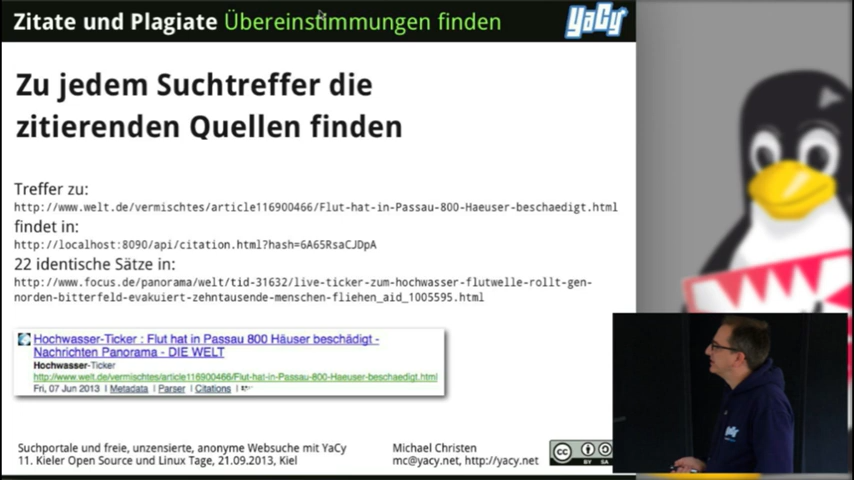 Zitate und Plagiate Übereinstimmungen finden
YaCy
Zu jedem Suchtreffer die
zitierenden Quellen finden
Treffer zu:
http://www.welt.de/vermischtes/article116900466/Flut-hat-in-Passau-800-Haeuser-beschaedigt.html
findet in:
http://localhost:8090/api/citation.html?hash=6A65RsaCJDpA
22 identische Sätze in:
http://www.focus.de/panorama/welt/tid-31632/live-ticker-zum-hochwasser-flutwelle-rollt-gen-
norden-bitterfeld-evakuiert-zehntausende-menschen-fliehen_aid_1005595.html
Hochwasser-Ticker : Flut hat in Passau 800 Häuser beschädigt -
Nachrichten Panorama - DIE WELT
Hochwasser-Ticker
http://www.welt.de/vermischtes/article116900466/Flut-hat-in-Passau-800-Haeuser-beschaedigt.html
Fri, 07 Jun 2013 | Metadata | Parser | Citations |
Suchportale und freie, unzensierte, anonyme Websuche mit YaCy
11. Kieler Open Source und Linux Tage, 21.09.2013, Kiel
Michael Christen
mc@yacy.net, http://yacy.net
cc
BY SA